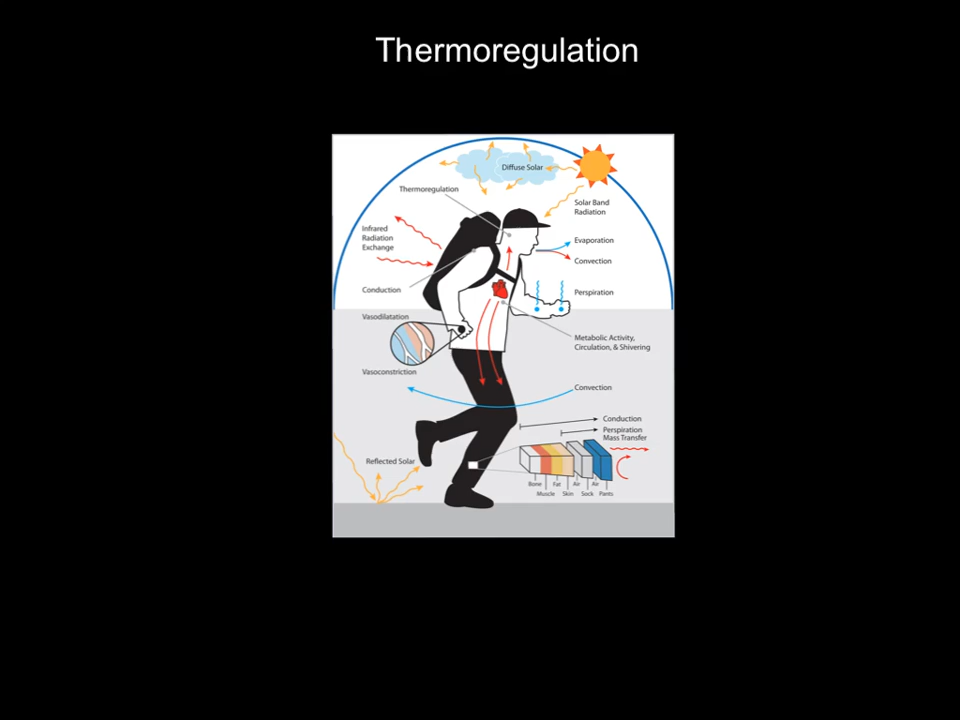 Thermoregulation
Diffuse Solar
Thermoregulation
Solar Band
Radiation
Infrared
Radiation
Exchange
Evaporation
Convection
Conduction
Perspiration
Vasodilatation
Metabolic Activity,
Circulation, & Shivering
Vasoconstriction
Convection
Conduction
Perspiration
Mass Transfer
Reflected Solar
Bone Fat Air Air
Muscle Skin Sock Pants